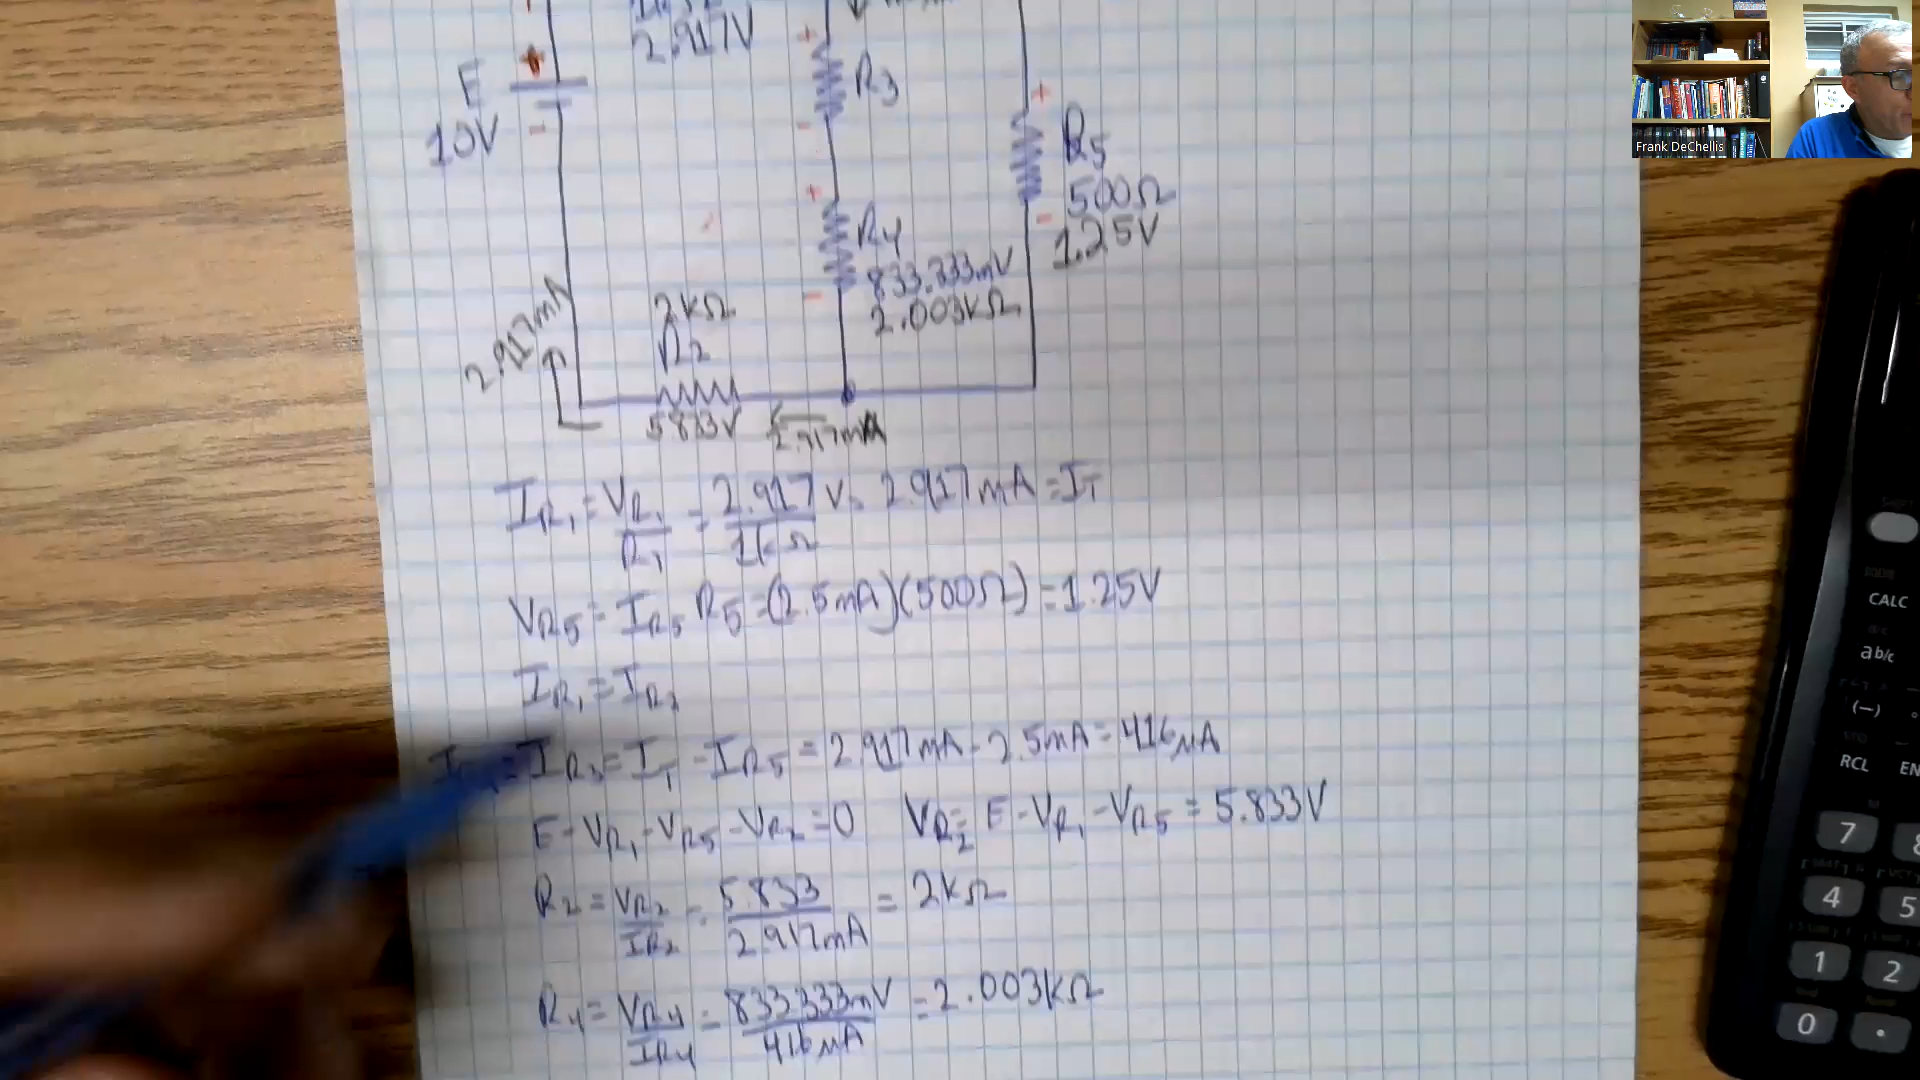 2.917V
E
10V
R3
R5
500Ω
1.25V
R4
833.333mV
2.003kΩ
2.917mA
2kΩ
R2
5.833V
2.917mA
IR1 = VR1/R1 = 2.917V/1kΩ = 2.917mA = IT
VR5 = IR5 R5 = (2.5mA)(500Ω) = 1.25V
IR1 = IR2
= IR3 = IT - IR5 = 2.917mA - 2.5mA = 416µA
E - VR1 - VR5 - VR2 = 0 VR2 = E - VR1 - VR5 = 5.833V
R2 = VR2/IR2 = 5.833/2.917mA = 2kΩ
R4 = VR4/IR4 = 833.333mV/416µA = 2.003kΩ
Frank DeChellis
CALC
ab/c
(—)
RCL
EN
7
8
4
5
1
2
0
.